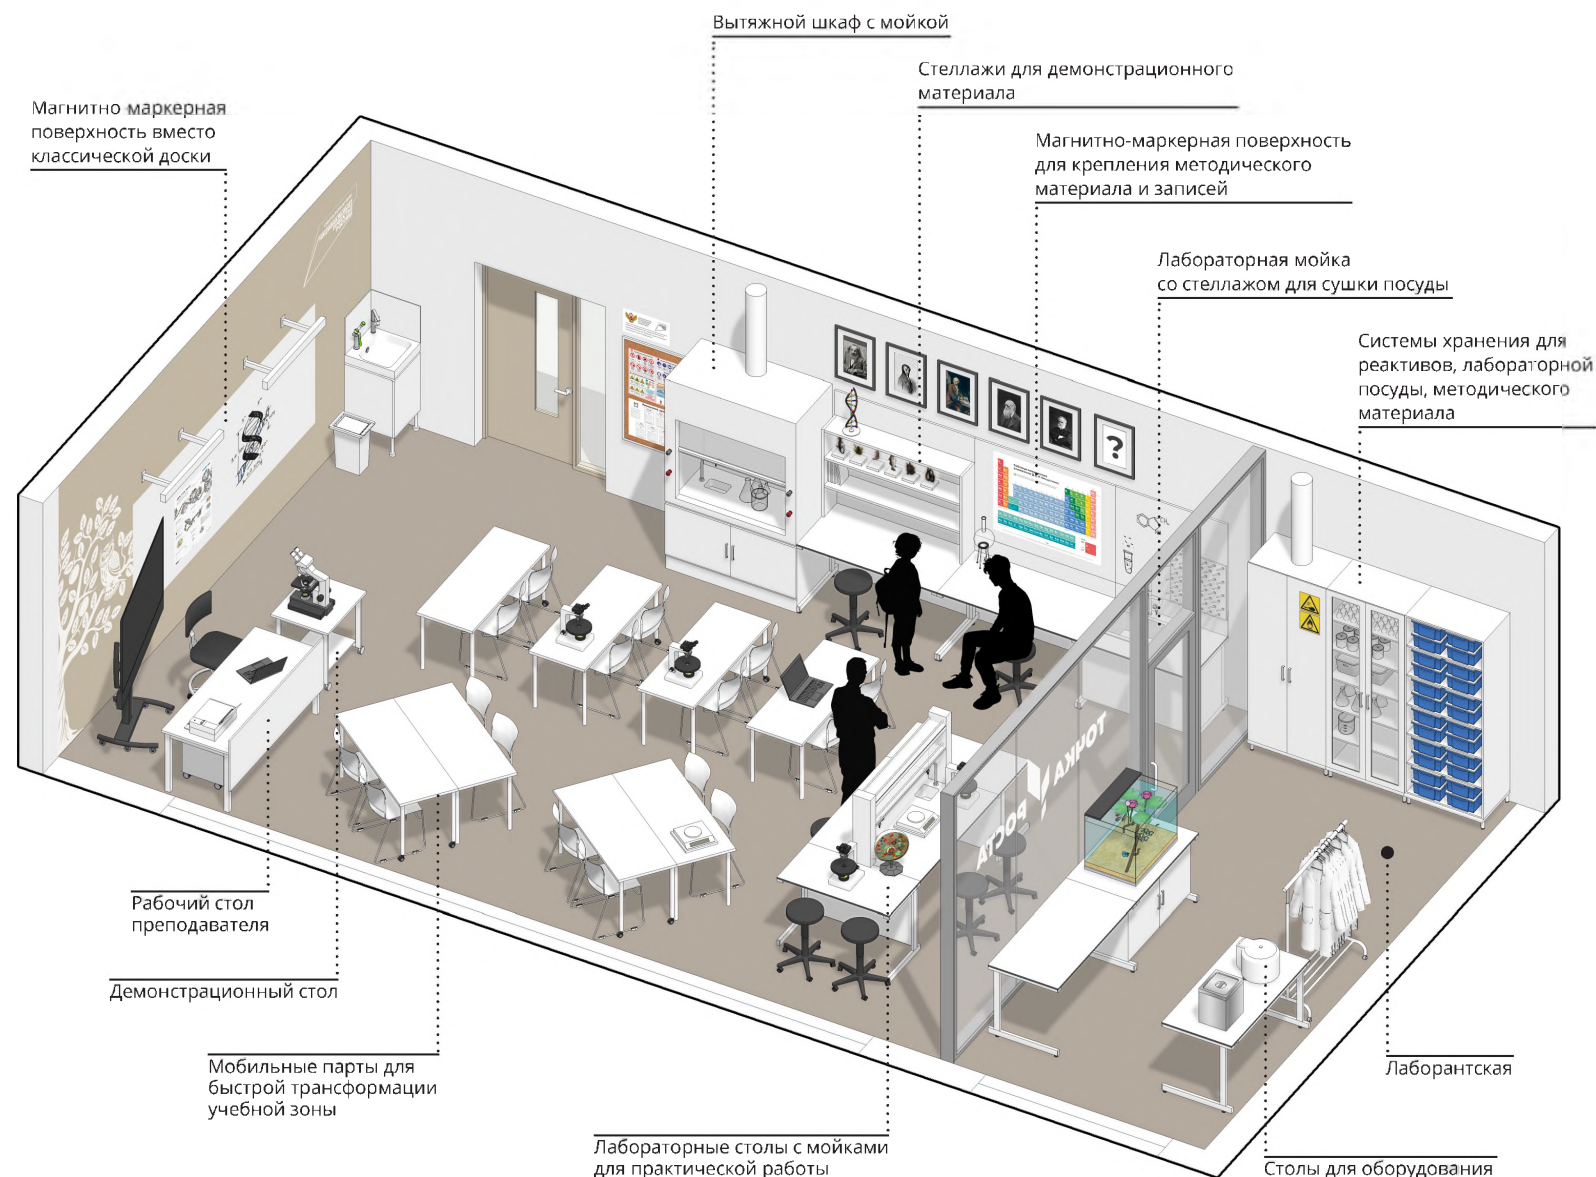 Вытяжной шкаф с мойкой
Стеллажи для демонстрационного
материала
Магнитно маркерная
поверхность вместо
классической доски
Магнитно-маркерная поверхность
для крепления методического
материала и записей
Лабораторная мойка
со стеллажом для сушки посуды
Системы хранения для
реактивов, лабораторной
посуды, методического
материала
?
CH₃
ТОЧКА
РОСТА
Рабочий стол
преподавателя
Демонстрационный стол
Мобильные парты для
быстрой трансформации
учебной зоны
Лабораторные столы с мойками
для практической работы
Лаборантская
Столы для оборудования